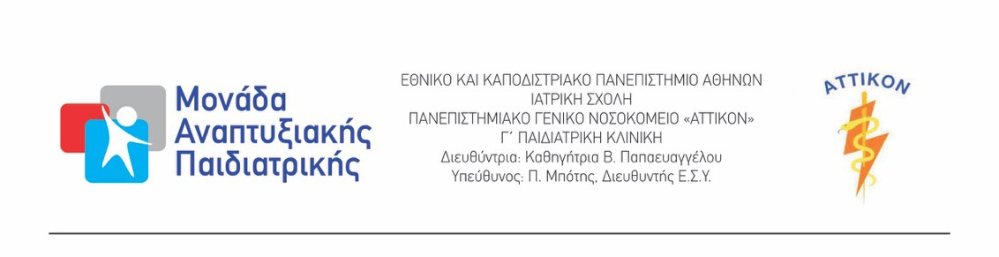 Μονάδα
Αναπτυξιακής
Παιδιατρικής
ΕΘΝΙΚΟ ΚΑΙ ΚΑΠΟΔΙΣΤΡΙΑΚΟ ΠΑΝΕΠΙΣΤΗΜΙΟ ΑΘΗΝΩΝ
ΙΑΤΡΙΚΗ ΣΧΟΛΗ
ΠΑΝΕΠΙΣΤΗΜΙΑΚΟ ΓΕΝΙΚΟ ΝΟΣΟΚΟΜΕΙΟ «ΑΤΤΙΚΟΝ»
Γ΄ ΠΑΙΔΙΑΤΡΙΚΗ ΚΛΙΝΙΚΗ
Διευθύντρια: Καθηγήτρια Β. Παπαευαγγέλου
Υπεύθυνος: Π. Μπότης, Διευθυντής Ε.Σ.Υ.
ΑΤΤΙΚΟΝ